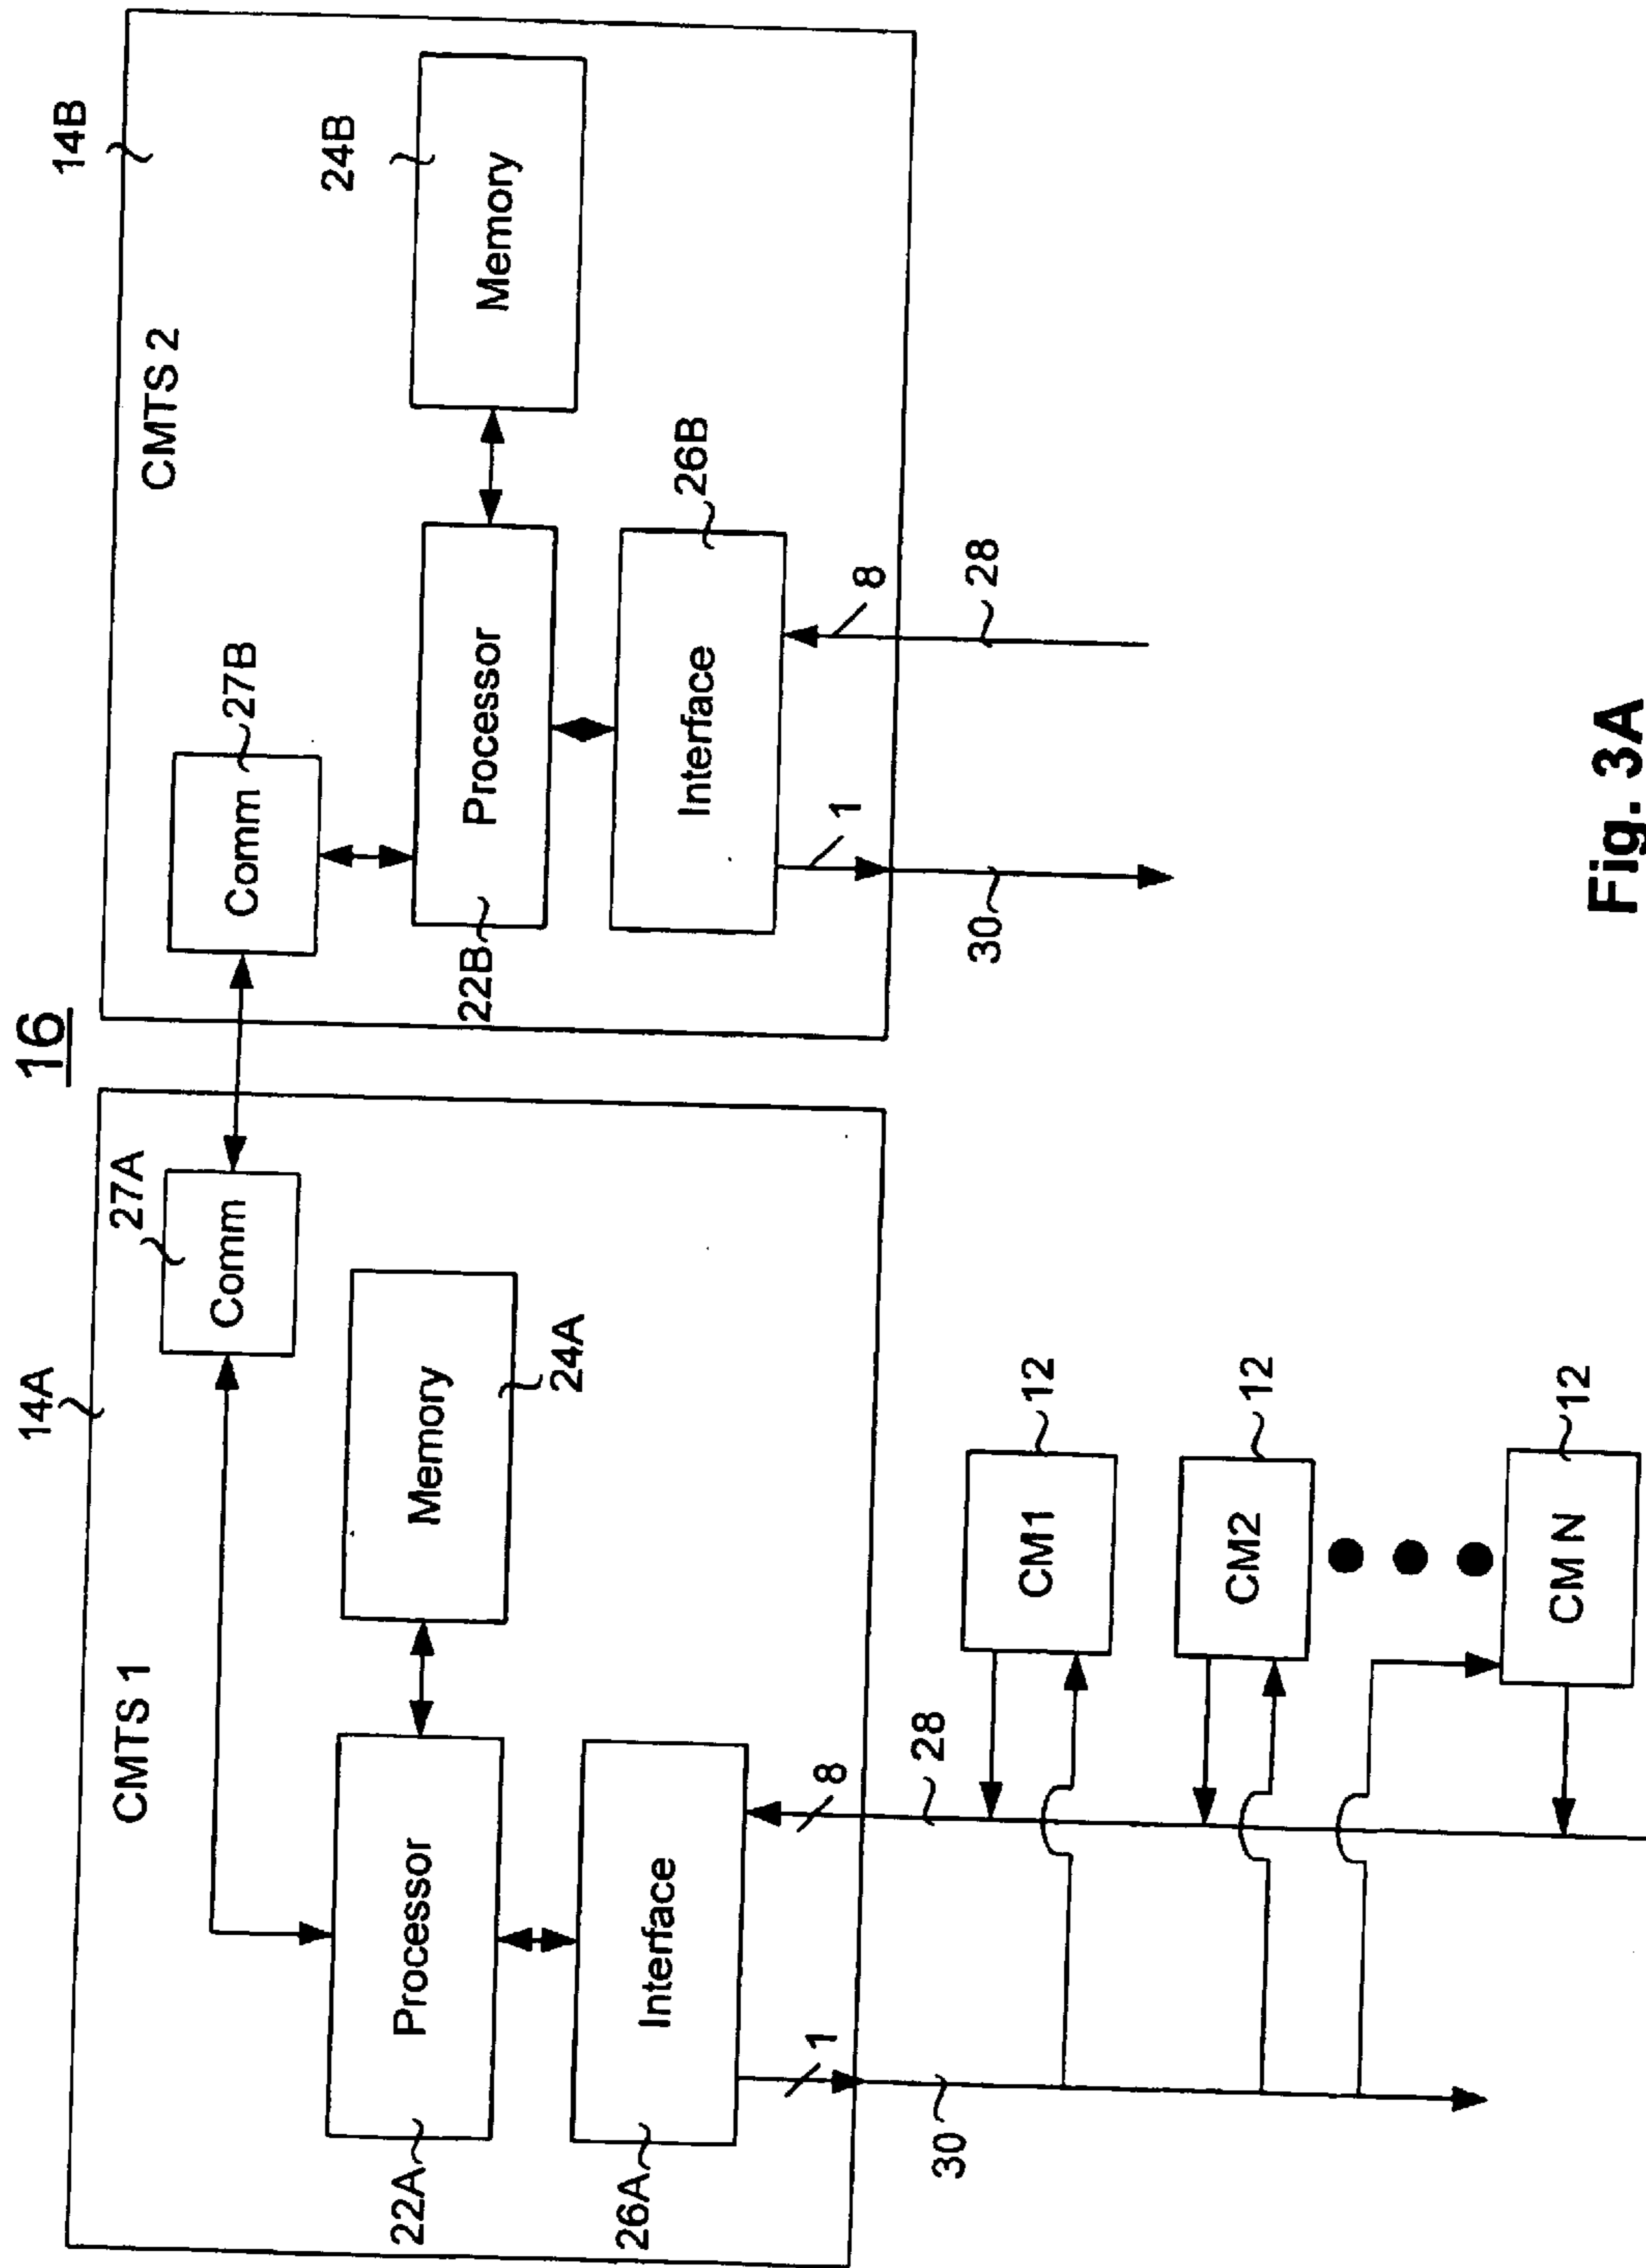 16
14A
14B
CMTS 1
CMTS 2
27A
Comm
Comm
27B
Memory
24A
Memory
24B
Processor
22A
Processor
22B
Interface
26A
Interface
26B
1
8
1
8
30
28
30
28
CM1
12
CM2
12
CM N
12
Fig. 3A